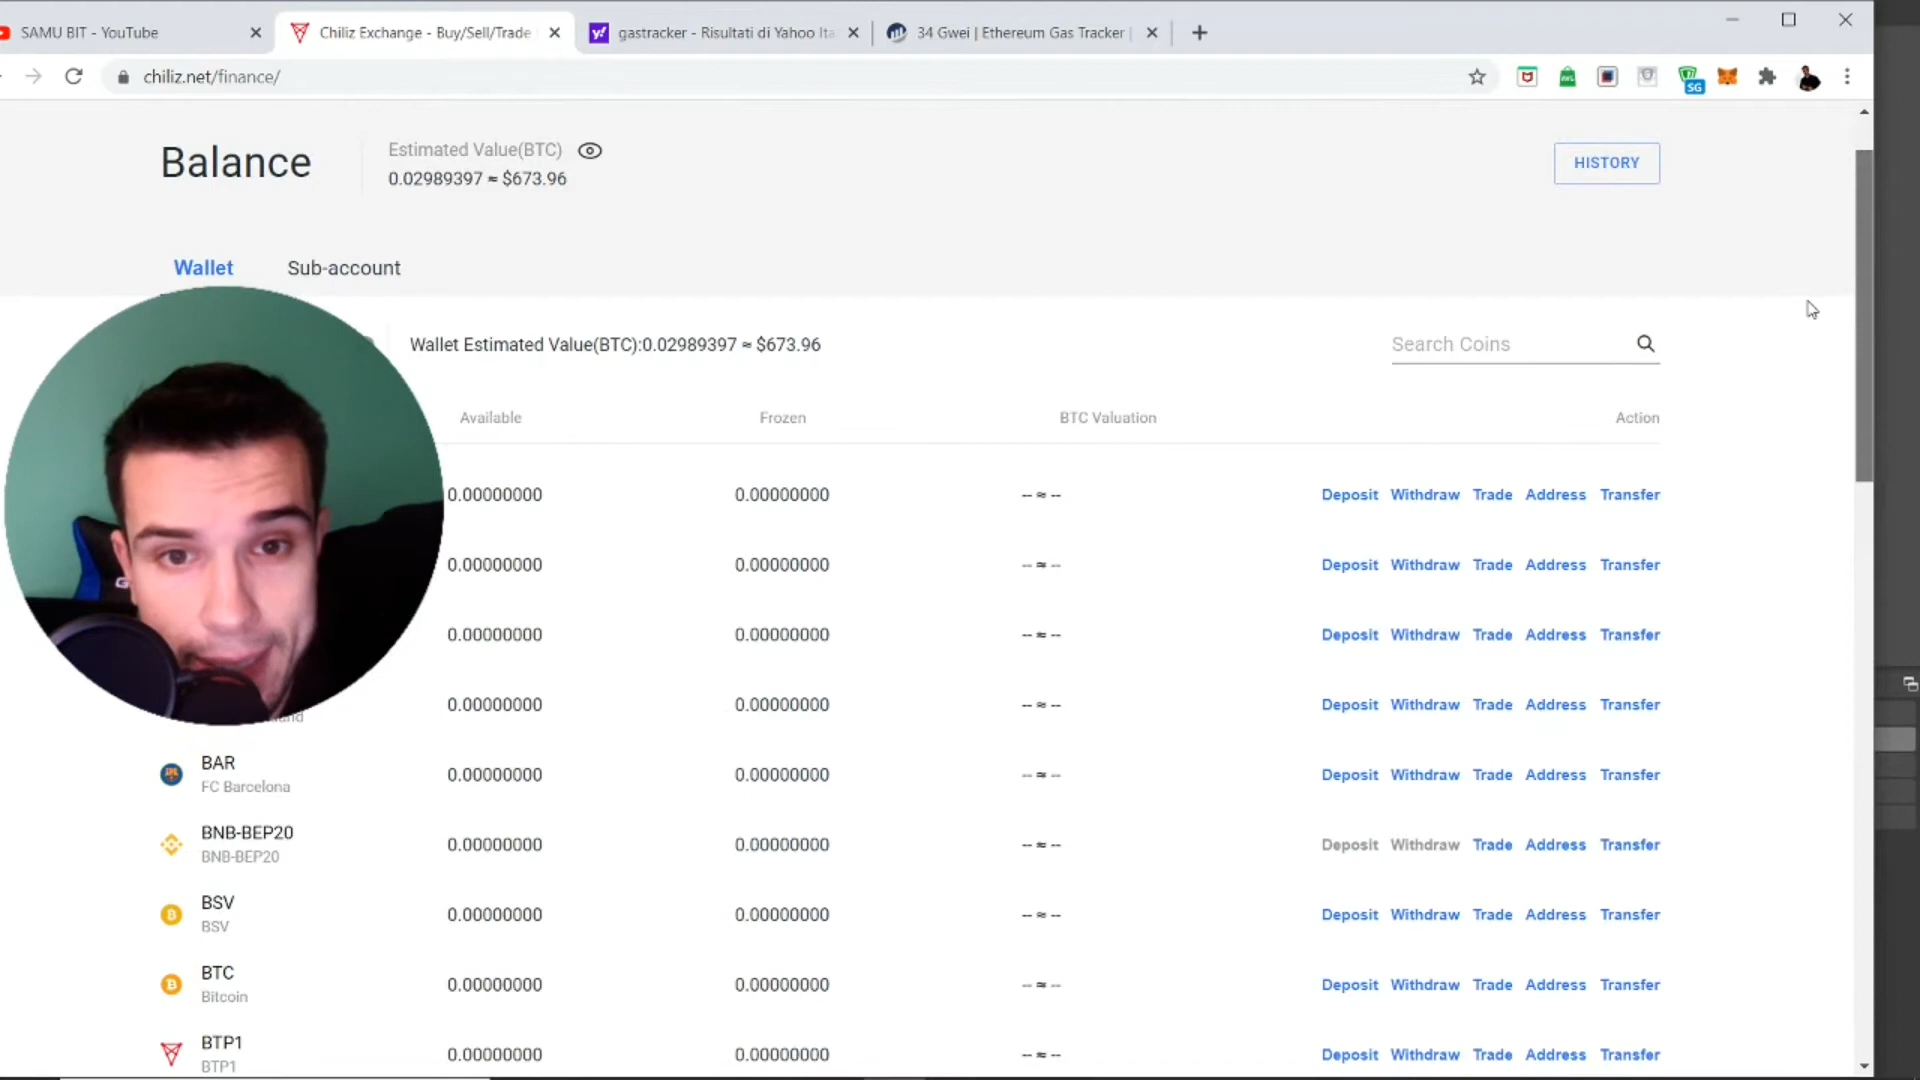 SAMU BIT - YouTube
Chiliz Exchange - Buy/Sell/Trade
gastracker - Risultati di Yahoo Ita
34 Gwei | Ethereum Gas Tracker |
chiliz.net/finance/
SG
Balance
Estimated Value(BTC)
0.02989397 ≈ $673.96
HISTORY
Wallet
Sub-account
Wallet Estimated Value(BTC):0.02989397 ≈ $673.96
Search Coins
Available Frozen BTC Valuation Action
0.00000000 0.00000000 -- ≈ -- Deposit Withdraw Trade Address Transfer
0.00000000 0.00000000 -- ≈ -- Deposit Withdraw Trade Address Transfer
0.00000000 0.00000000 -- ≈ -- Deposit Withdraw Trade Address Transfer
0.00000000 0.00000000 -- ≈ -- Deposit Withdraw Trade Address Transfer
BAR
FC Barcelona
0.00000000 0.00000000 -- ≈ -- Deposit Withdraw Trade Address Transfer
BNB-BEP20
BNB-BEP20
0.00000000 0.00000000 -- ≈ -- Deposit Withdraw Trade Address Transfer
BSV
BSV
0.00000000 0.00000000 -- ≈ -- Deposit Withdraw Trade Address Transfer
BTC
Bitcoin
0.00000000 0.00000000 -- ≈ -- Deposit Withdraw Trade Address Transfer
BTP1
BTP1
0.00000000 0.00000000 -- ≈ -- Deposit Withdraw Trade Address Transfer